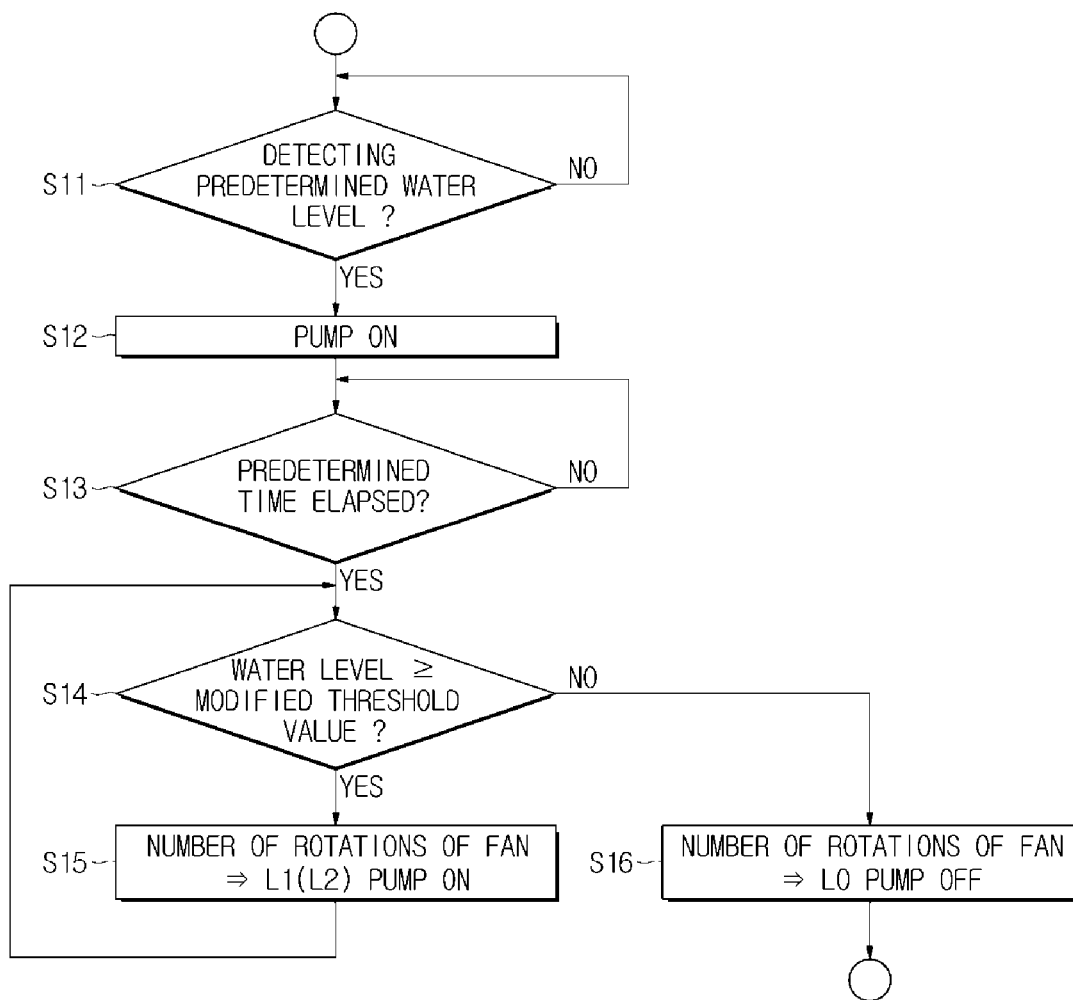 S11
DETECTING
PREDETERMINED WATER
LEVEL ?
NO
YES
S12
PUMP ON
S13
PREDETERMINED
TIME ELAPSED?
NO
YES
S14
WATER LEVEL ≥
MODIFIED THRESHOLD
VALUE ?
NO
YES
S15
NUMBER OF ROTATIONS OF FAN
⇒ L1(L2) PUMP ON
S16
NUMBER OF ROTATIONS OF FAN
⇒ L0 PUMP OFF